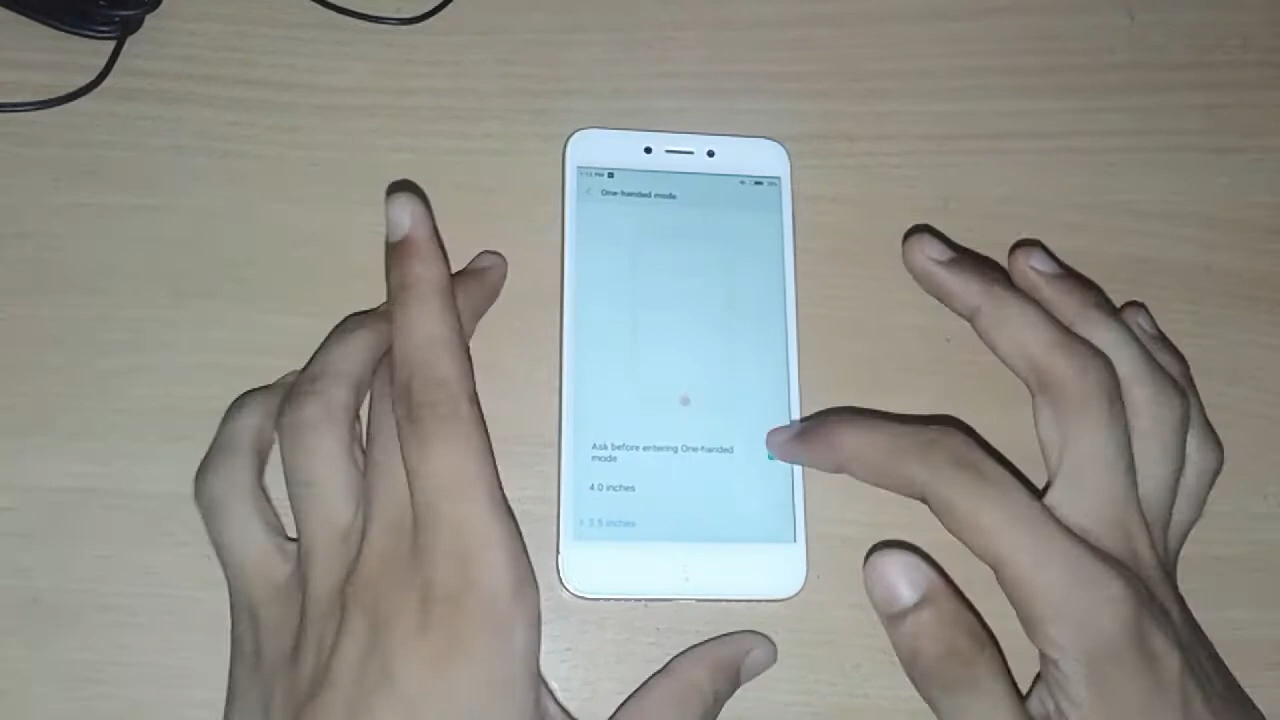 One-handed mode
Ask before entering One-handed
mode
4.0 inches
3.5 inches